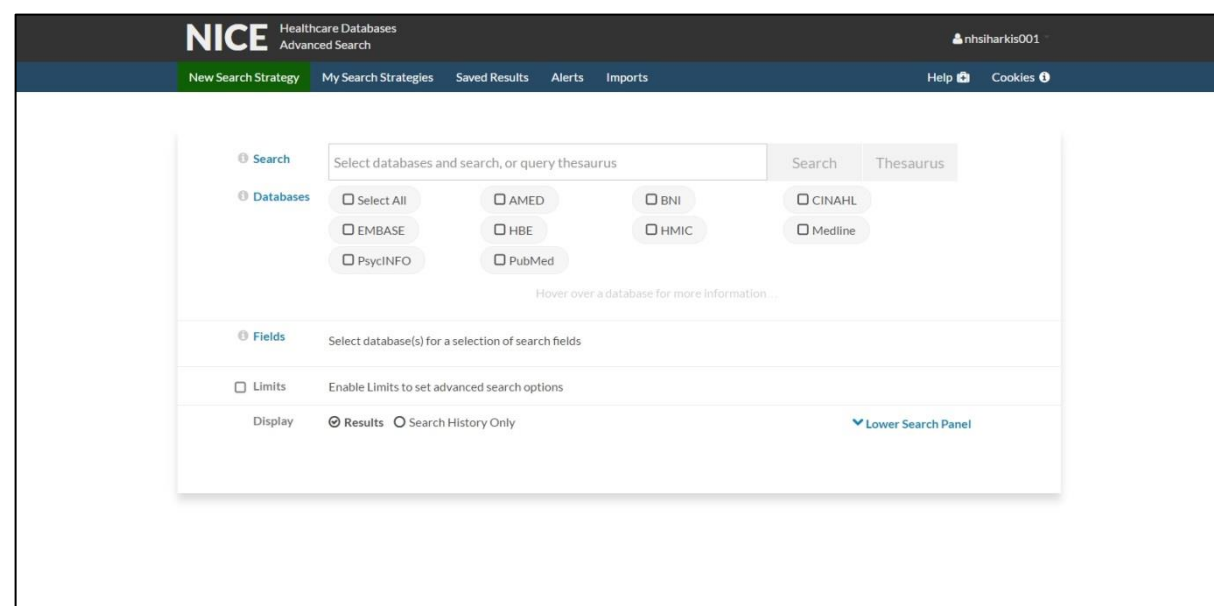 NICE Healthcare Databases
Advanced Search
nhsiharkis001
New Search Strategy My Search Strategies Saved Results Alerts Imports Help Cookies
Search Select databases and search, or query thesaurus Search Thesaurus
Databases Select All AMED BNI CINAHL
EMBASE HBE HMIC Medline
PsycINFO PubMed
Hover over a database for more information...
Fields Select database(s) for a selection of search fields
Limits Enable Limits to set advanced search options
Display Results Search History Only Lower Search Panel